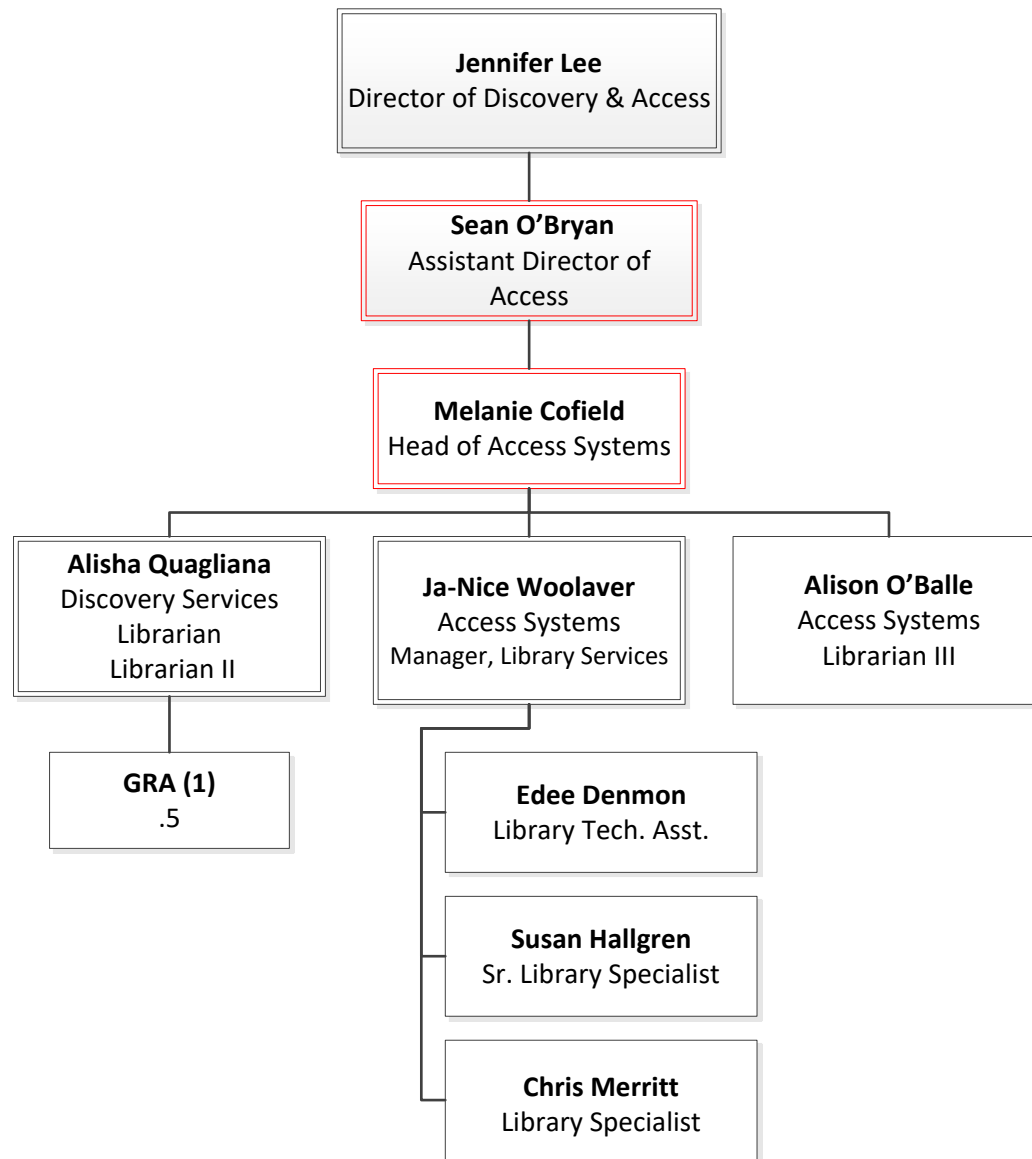 Jennifer Lee
Director of Discovery & Access
Sean O’Bryan
Assistant Director of
Access
Melanie Cofield
Head of Access Systems
Alisha Quagliana
Discovery Services
Librarian
Librarian II
Ja-Nice Woolaver
Access Systems
Manager, Library Services
Alison O’Balle
Access Systems
Librarian III
GRA (1)
.5
Edee Denmon
Library Tech. Asst.
Susan Hallgren
Sr. Library Specialist
Chris Merritt
Library Specialist